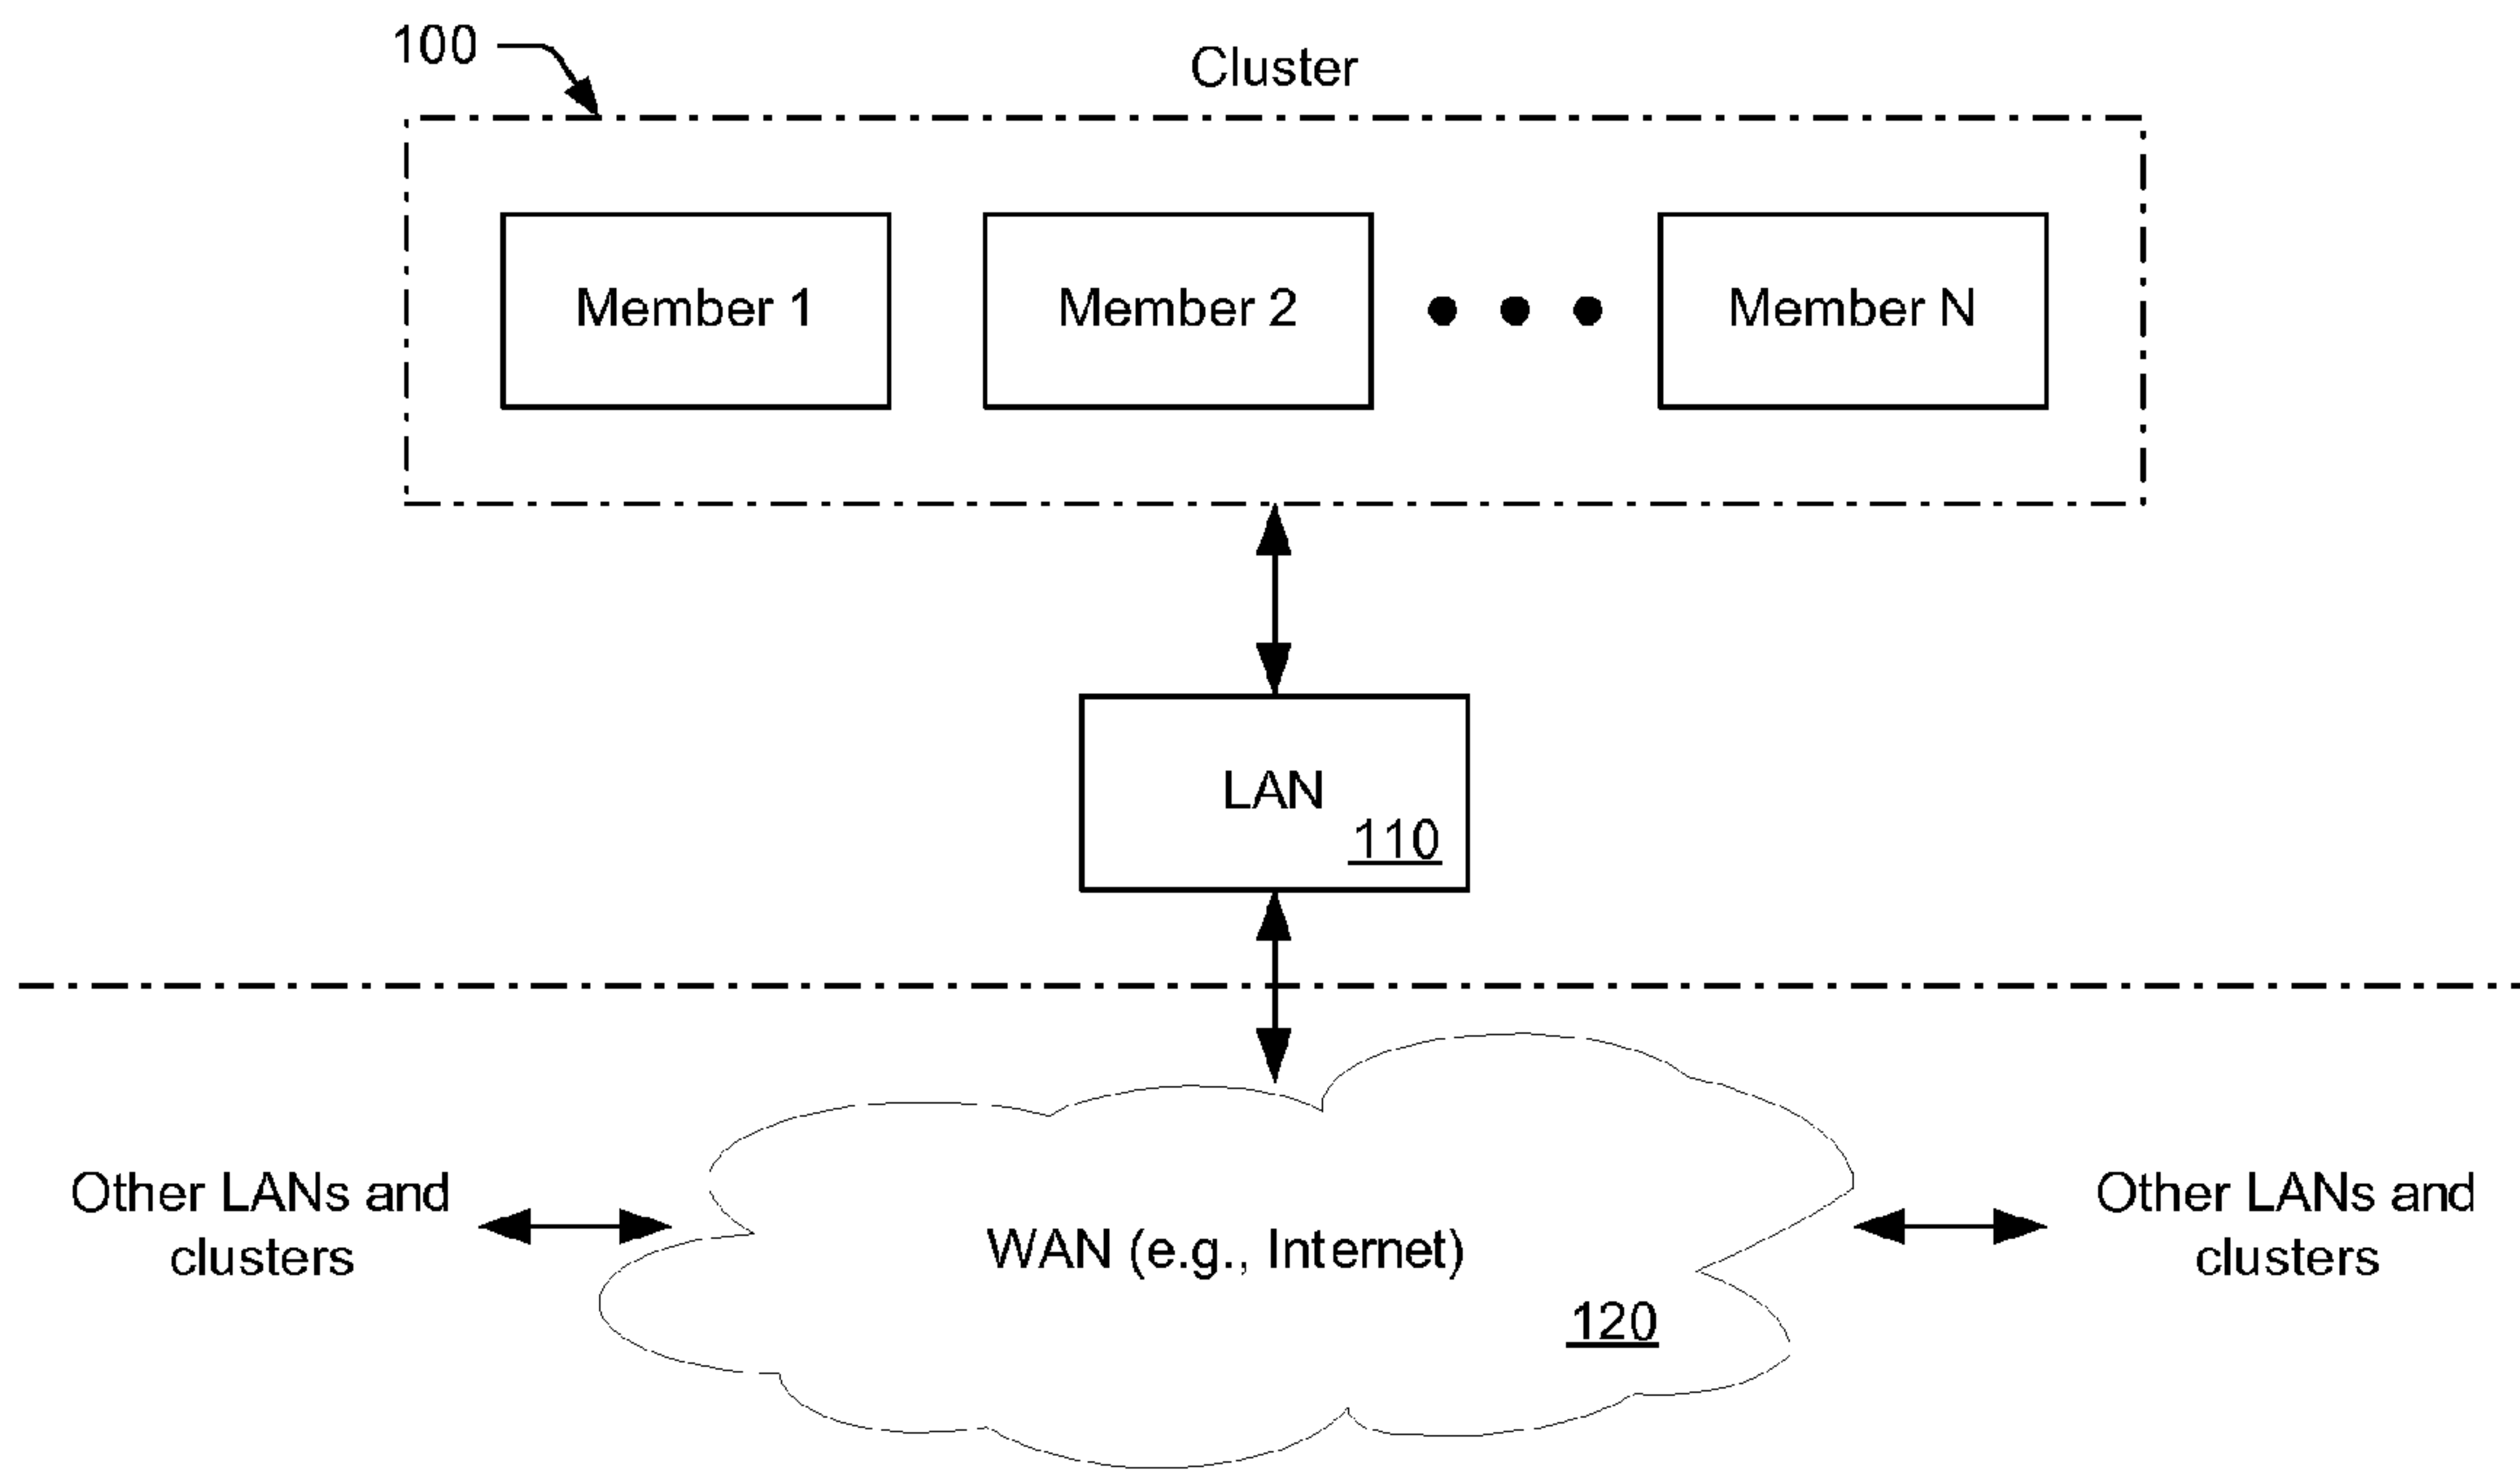 100
Cluster
Member 1
Member 2
Member N
LAN
110
Other LANs and
clusters
WAN (e.g., Internet)
120
Other LANs and
clusters